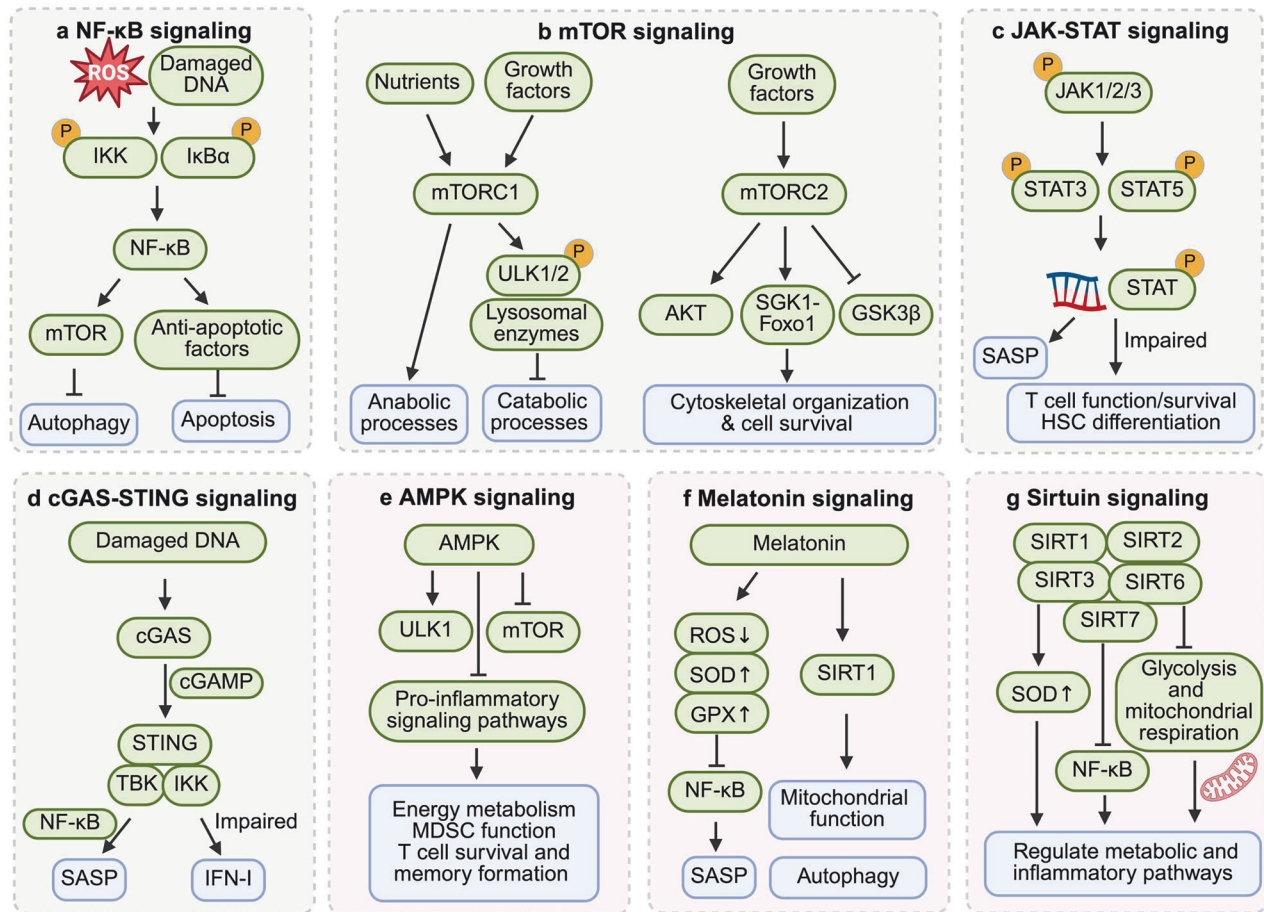 a NF-κB signaling
ROS
Damaged
DNA
P
IKK
P
IκBα
NF-κB
mTOR
Anti-apoptotic
factors
Autophagy
Apoptosis
b mTOR signaling
Nutrients
Growth
factors
mTORC1
P
ULK1/2
Lysosomal
enzymes
Anabolic
processes
Catabolic
processes
Growth
factors
mTORC2
AKT
SGK1-
Foxo1
GSK3β
Cytoskeletal organization
& cell survival
c JAK-STAT signaling
P
JAK1/2/3
P
STAT3
P
STAT5
P
STAT
SASP
Impaired
T cell function/survival
HSC differentiation
d cGAS-STING signaling
Damaged DNA
cGAS
cGAMP
STING
TBK
IKK
NF-κB
Impaired
SASP
IFN-I
e AMPK signaling
AMPK
ULK1
mTOR
Pro-inflammatory
signaling pathways
Energy metabolism
MDSC function
T cell survival and
memory formation
f Melatonin signaling
Melatonin
ROS↓
SOD↑
GPX↑
SIRT1
NF-κB
Mitochondrial
function
SASP
Autophagy
g Sirtuin signaling
SIRT1
SIRT2
SIRT3
SIRT6
SIRT7
SOD↑
Glycolysis
and
mitochondrial
respiration
NF-κB
Regulate metabolic and
inflammatory pathways